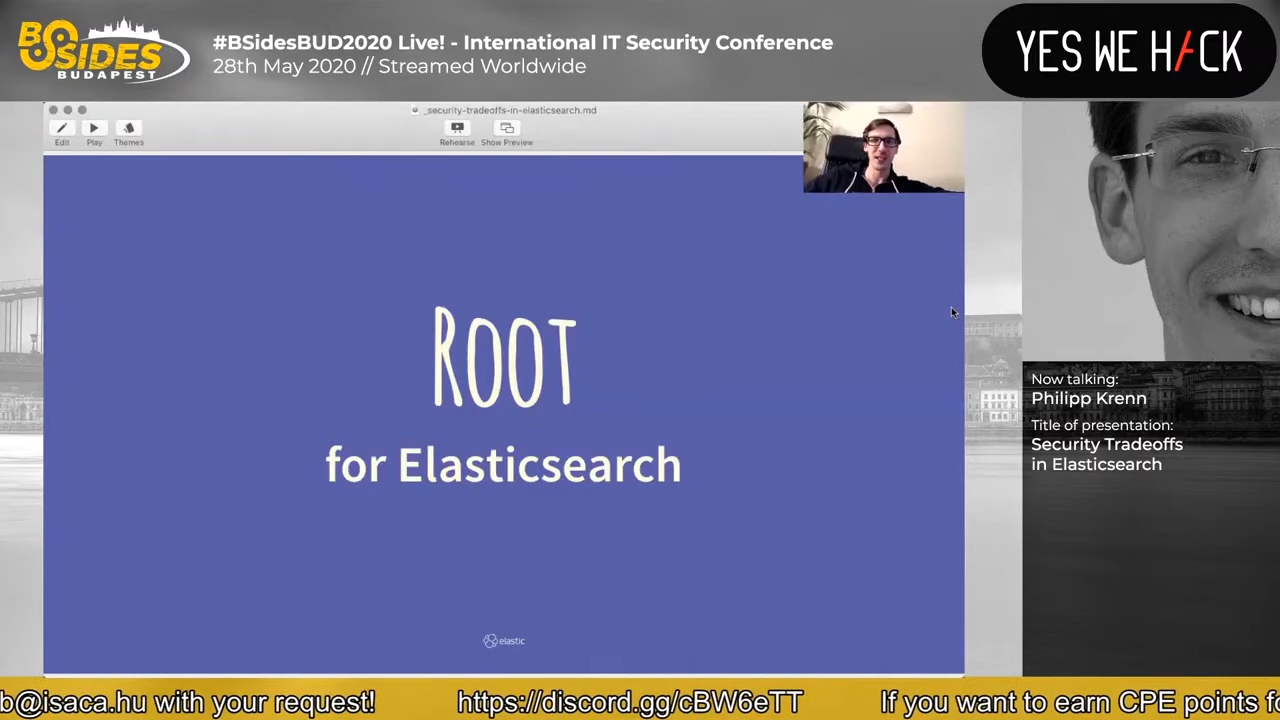 BSIDES
BUDAPEST
#BSidesBUD2020 Live! - International IT Security Conference
28th May 2020 // Streamed Worldwide
YES WE H/CK
_security-tradeoffs-in-elasticsearch.md
Edit
Play
Themes
Rehearse
Show Preview
ROOT
for Elasticsearch
elastic
Now talking:
Philipp Krenn
Title of presentation:
Security Tradeoffs
in Elasticsearch
b@isaca.hu with your request! https://discord.gg/cBW6eTT If you want to earn CPE points fo